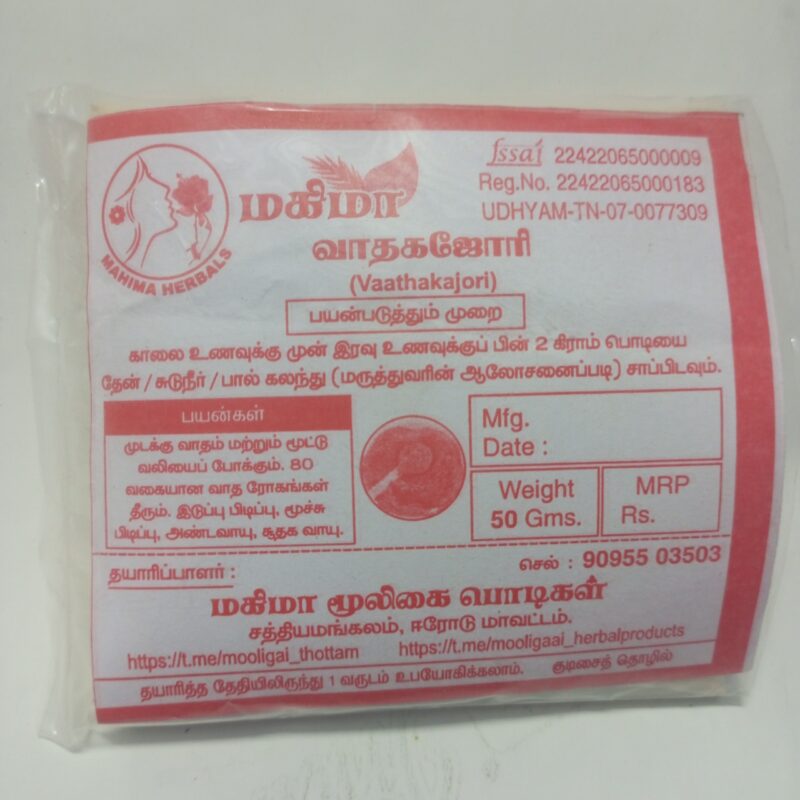 MAHIMA HERBALS
மகிமா
fssai 22422065000009
Reg.No. 22422065000183
UDHYAM-TN-07-0077309
வாதகஜோரி
(Vaathakajori)
பயன்படுத்தும் முறை
காலை உணவுக்கு முன் இரவு உணவுக்குப் பின் 2 கிராம் பொடியை
தேன் / சுடுநீர் / பால் கலந்து (மருத்துவரின் ஆலோசனைப்படி) சாப்பிடவும்.
பயன்கள்
முடக்கு வாதம் மற்றும் மூட்டு
வலியைப் போக்கும். 80
வகையான வாத ரோகங்கள்
தீரும். இடுப்பு பிடிப்பு, மூச்சு
பிடிப்பு, அண்டவாயு, சூதக வாயு.
Mfg.
Date :
Weight
50 Gms.
MRP
Rs.
தயாரிப்பாளர் :
செல் : 90955 03503
மகிமா மூலிகை பொடிகள்
சத்தியமங்கலம், ஈரோடு மாவட்டம்.
https://t.me/mooligai_thottam https://t.me/mooligaai_herbalproducts
தயாரித்த தேதியிலிருந்து 1 வருடம் உபயோகிக்கலாம். குடிசைத் தொழில்